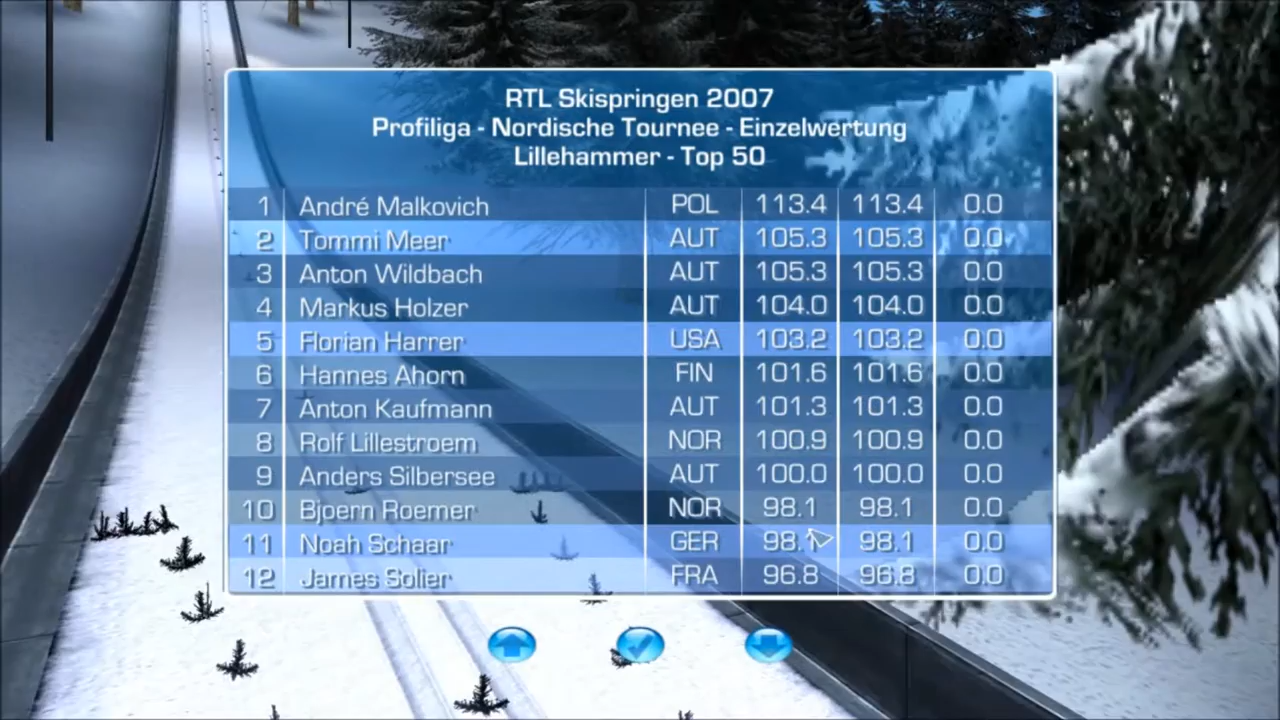 RTL Skispringen 2007
Profiliga - Nordische Tournee - Einzelwertung
Lillehammer - Top 50
1 André Malkovich POL 113.4 113.4 0.0
2 Tommi Meer AUT 105.3 105.3 0.0
3 Anton Wildbach AUT 105.3 105.3 0.0
4 Markus Holzer AUT 104.0 104.0 0.0
5 Florian Harrer USA 103.2 103.2 0.0
6 Hannes Ahorn FIN 101.6 101.6 0.0
7 Anton Kaufmann AUT 101.3 101.3 0.0
8 Rolf Lillestroem NOR 100.9 100.9 0.0
9 Anders Silbersee AUT 100.0 100.0 0.0
10 Bjoern Roemer NOR 98.1 98.1 0.0
11 Noah Schaar GER 98.1 98.1 0.0
12 James Solier FRA 96.8 96.8 0.0